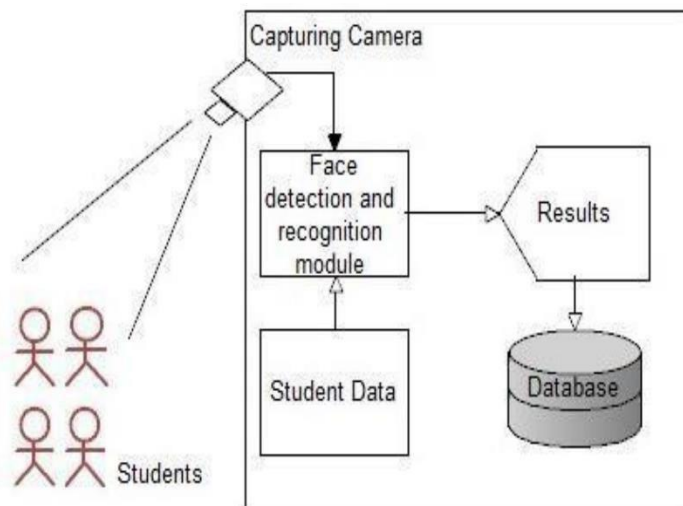 Capturing Camera
Face
detection and
recognition
module
Results
Student Data
Database
Students